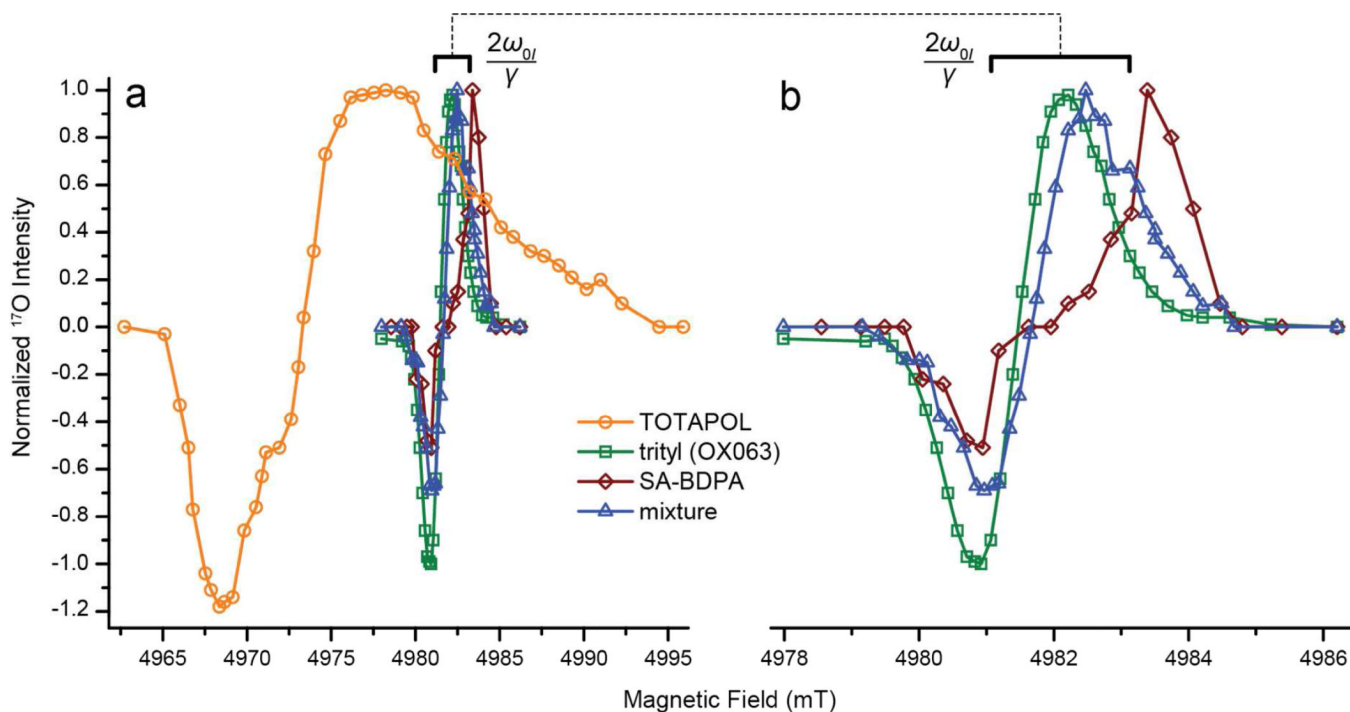 2ω0I
γ
2ω0I
γ
a
b
1.0
0.8
0.6
0.4
0.2
0.0
-0.2
-0.4
-0.6
-0.8
-1.0
-1.2
Normalized 17O Intensity
TOTAPOL
trityl (OX063)
SA-BDPA
mixture
4965 4970 4975 4980 4985 4990 4995
4978 4980 4982 4984 4986
Magnetic Field (mT)